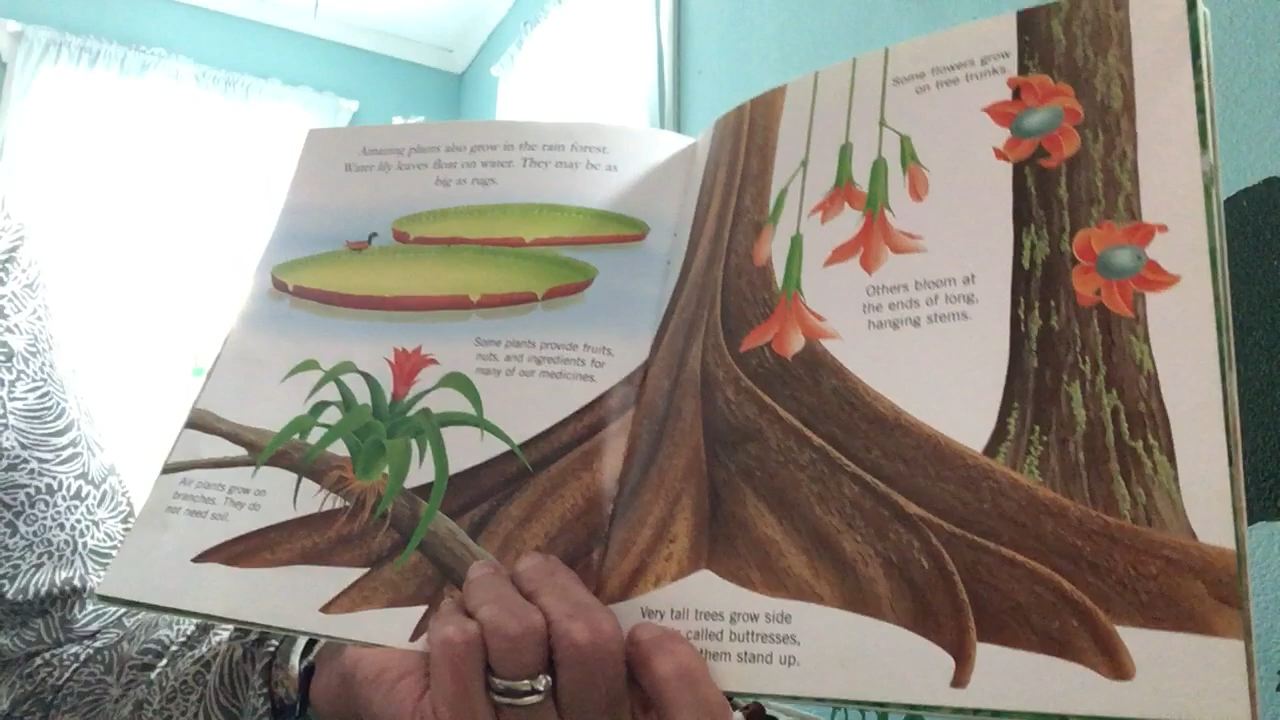 Amazing plants also grow in the rain forest.
Water lily leaves float on water. They may be as
big as rugs.
Some plants provide fruits,
nuts, and ingredients for
many of our medicines.
Air plants grow on
branches. They do
not need soil.
Some flowers grow
on tree trunks.
Others bloom at
the ends of long,
hanging stems.
Very tall trees grow side
called buttresses,
them stand up.